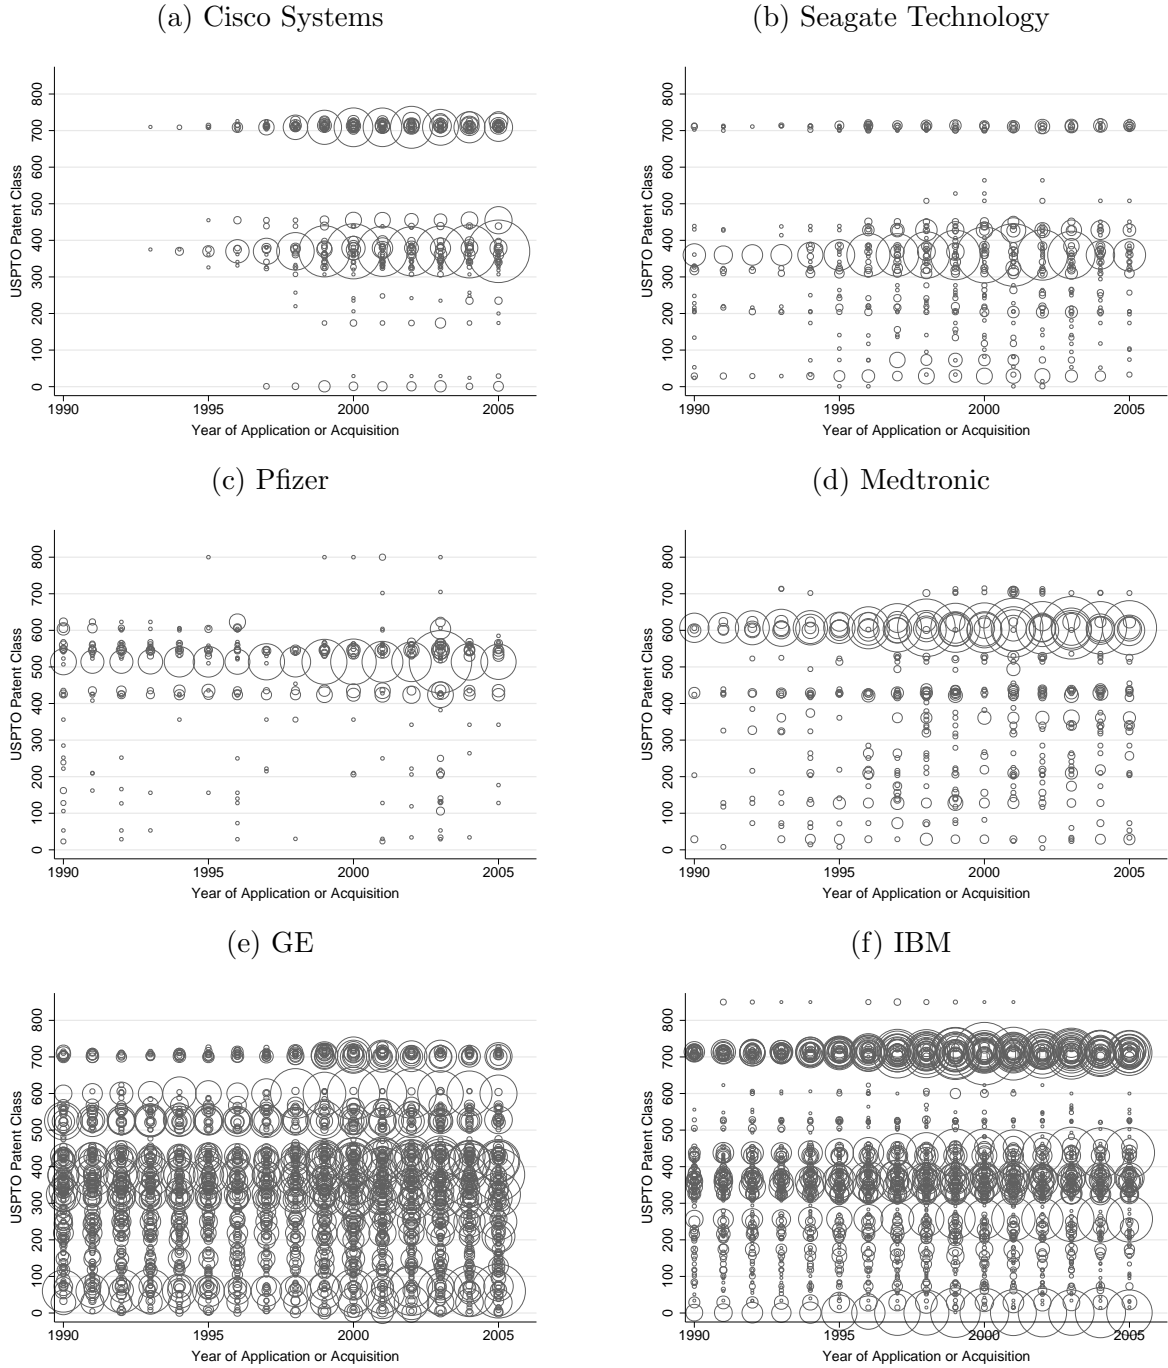 (a) Cisco Systems
(b) Seagate Technology
USPTO Patent Class
0 100 200 300 400 500 600 700 800
1990 1995 2000 2005
Year of Application or Acquisition
USPTO Patent Class
0 100 200 300 400 500 600 700 800
1990 1995 2000 2005
Year of Application or Acquisition
(c) Pfizer
(d) Medtronic
USPTO Patent Class
0 100 200 300 400 500 600 700 800
1990 1995 2000 2005
Year of Application or Acquisition
USPTO Patent Class
0 100 200 300 400 500 600 700 800
1990 1995 2000 2005
Year of Application or Acquisition
(e) GE
(f) IBM
USPTO Patent Class
0 100 200 300 400 500 600 700 800
1990 1995 2000 2005
Year of Application or Acquisition
USPTO Patent Class
0 100 200 300 400 500 600 700 800
1990 1995 2000 2005
Year of Application or Acquisition